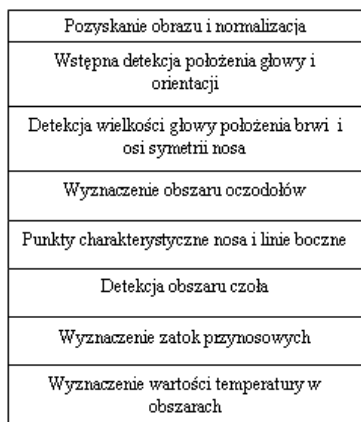 Pozyskanie obrazu i normalizacja
Wstępna detekcja położenia głowy i
orientacji
Detekcja wielkości głowy położenia brwi i
osi symetrii nosa
Wyznaczenie obszaru oczodołów
Punkty charakterystyczne nosa i linie boczne
Detekcja obszaru czoła
Wyznaczenie zatok przynosowych
Wyznaczenie wartości temperatury w
obszarach